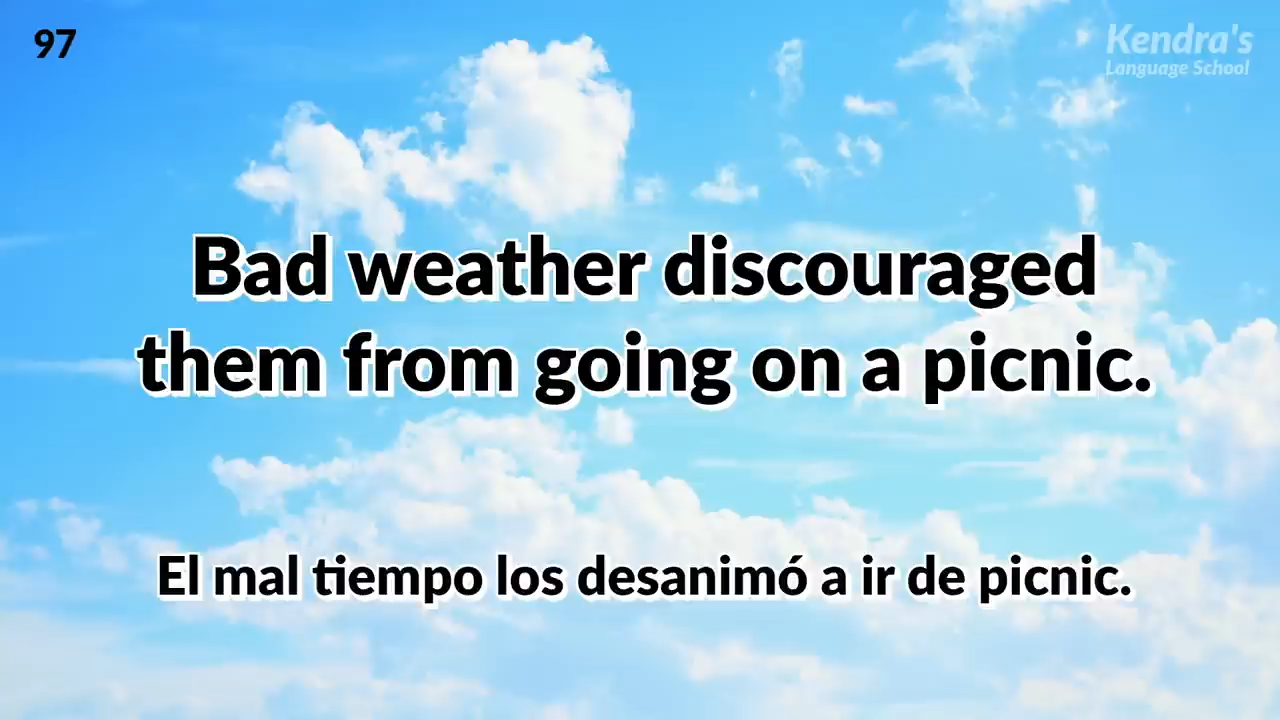 97
Kendra's
Language School
Bad weather discouraged
them from going on a picnic.
El mal tiempo los desanimó a ir de picnic.